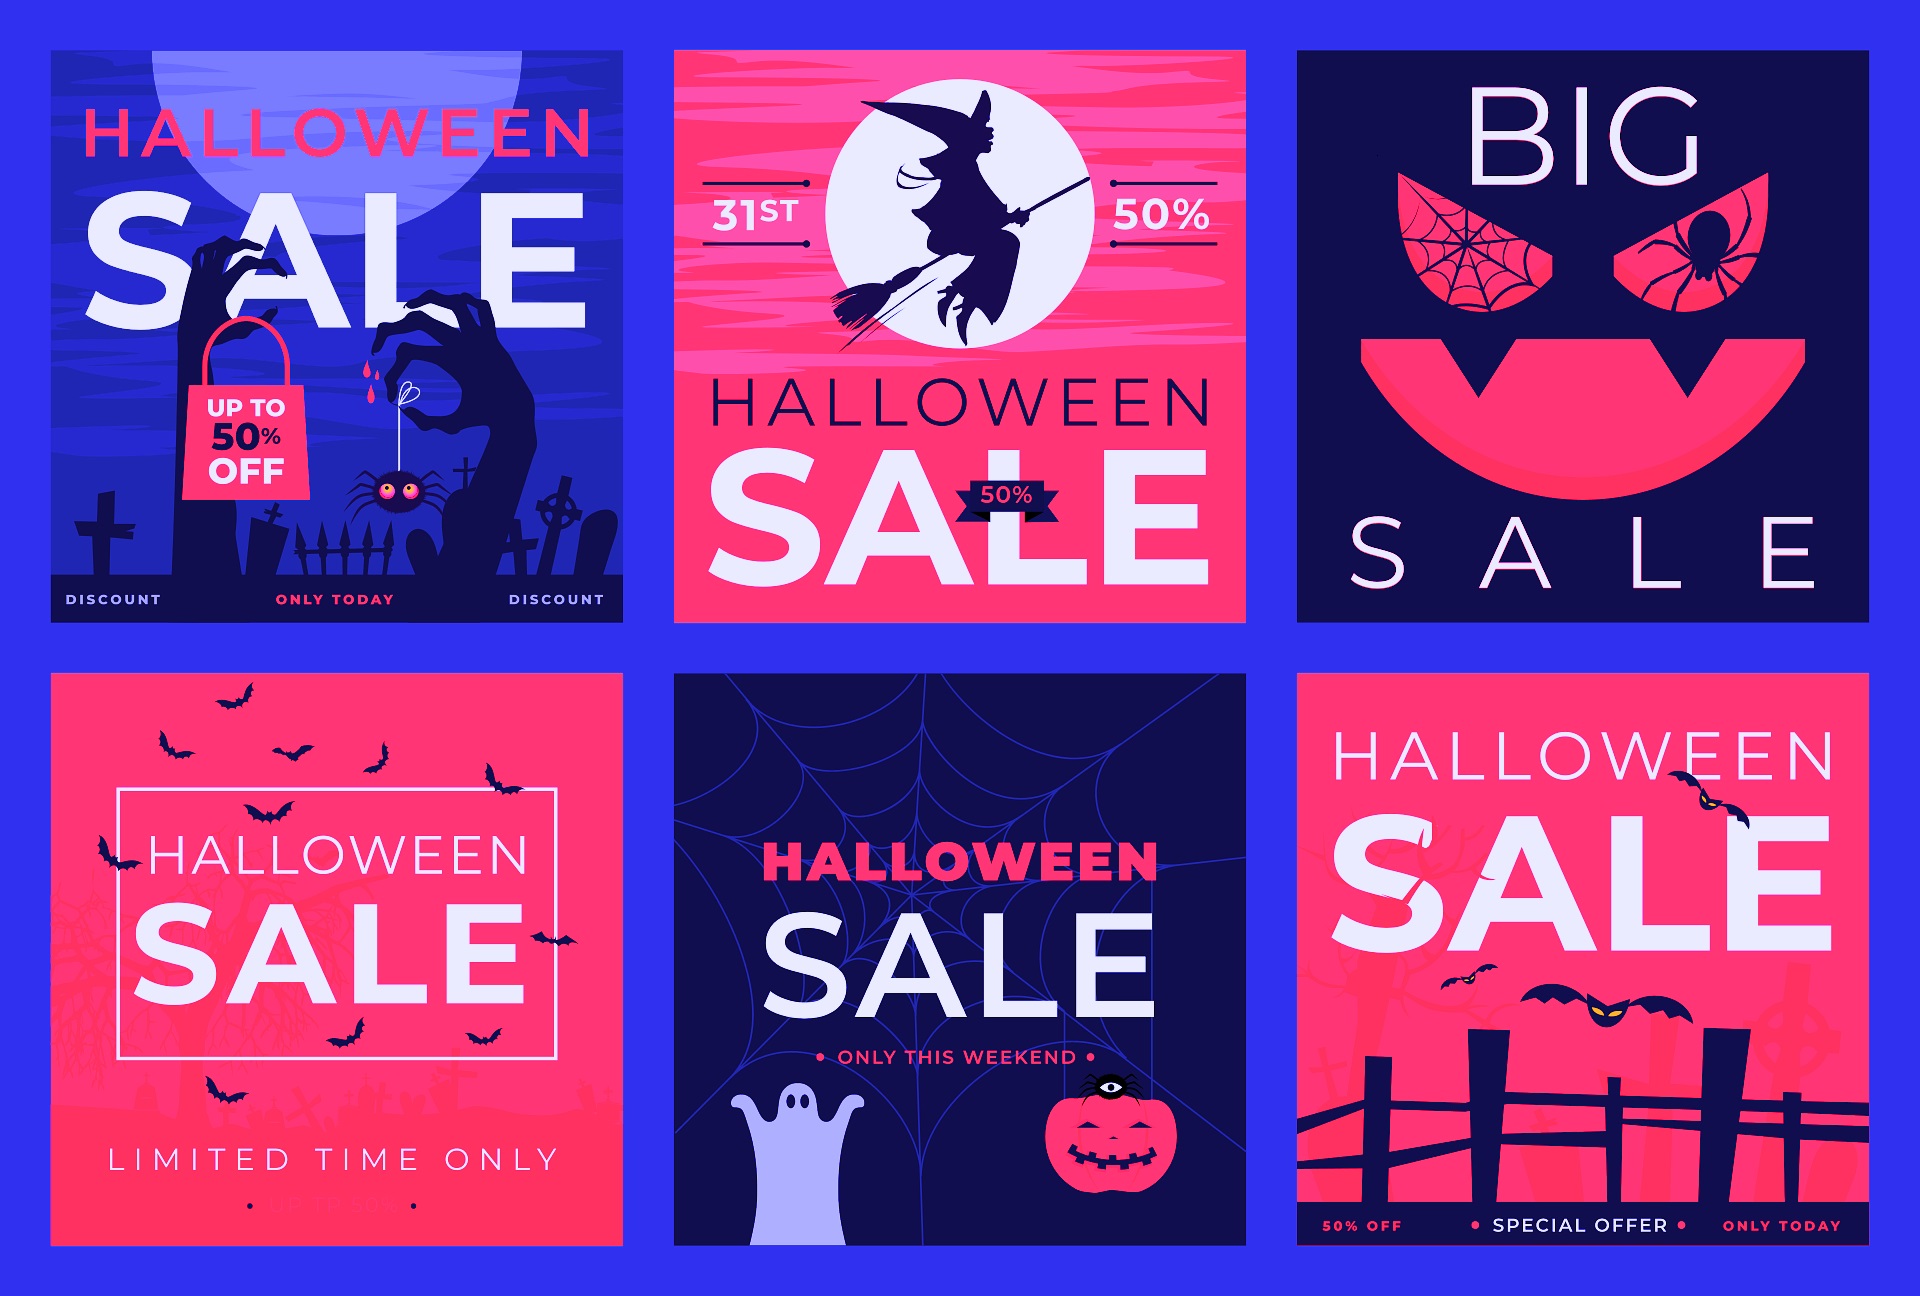 HALLOWEEN
SALE
UP TO
50%
OFF
DISCOUNT ONLY TODAY DISCOUNT
31ST 50%
HALLOWEEN
SALE
50%
BIG
SALE
HALLOWEEN
SALE
LIMITED TIME ONLY
HALLOWEEN
SALE
• ONLY THIS WEEKEND •
HALLOWEEN
SALE
50% OFF • SPECIAL OFFER • ONLY TODAY